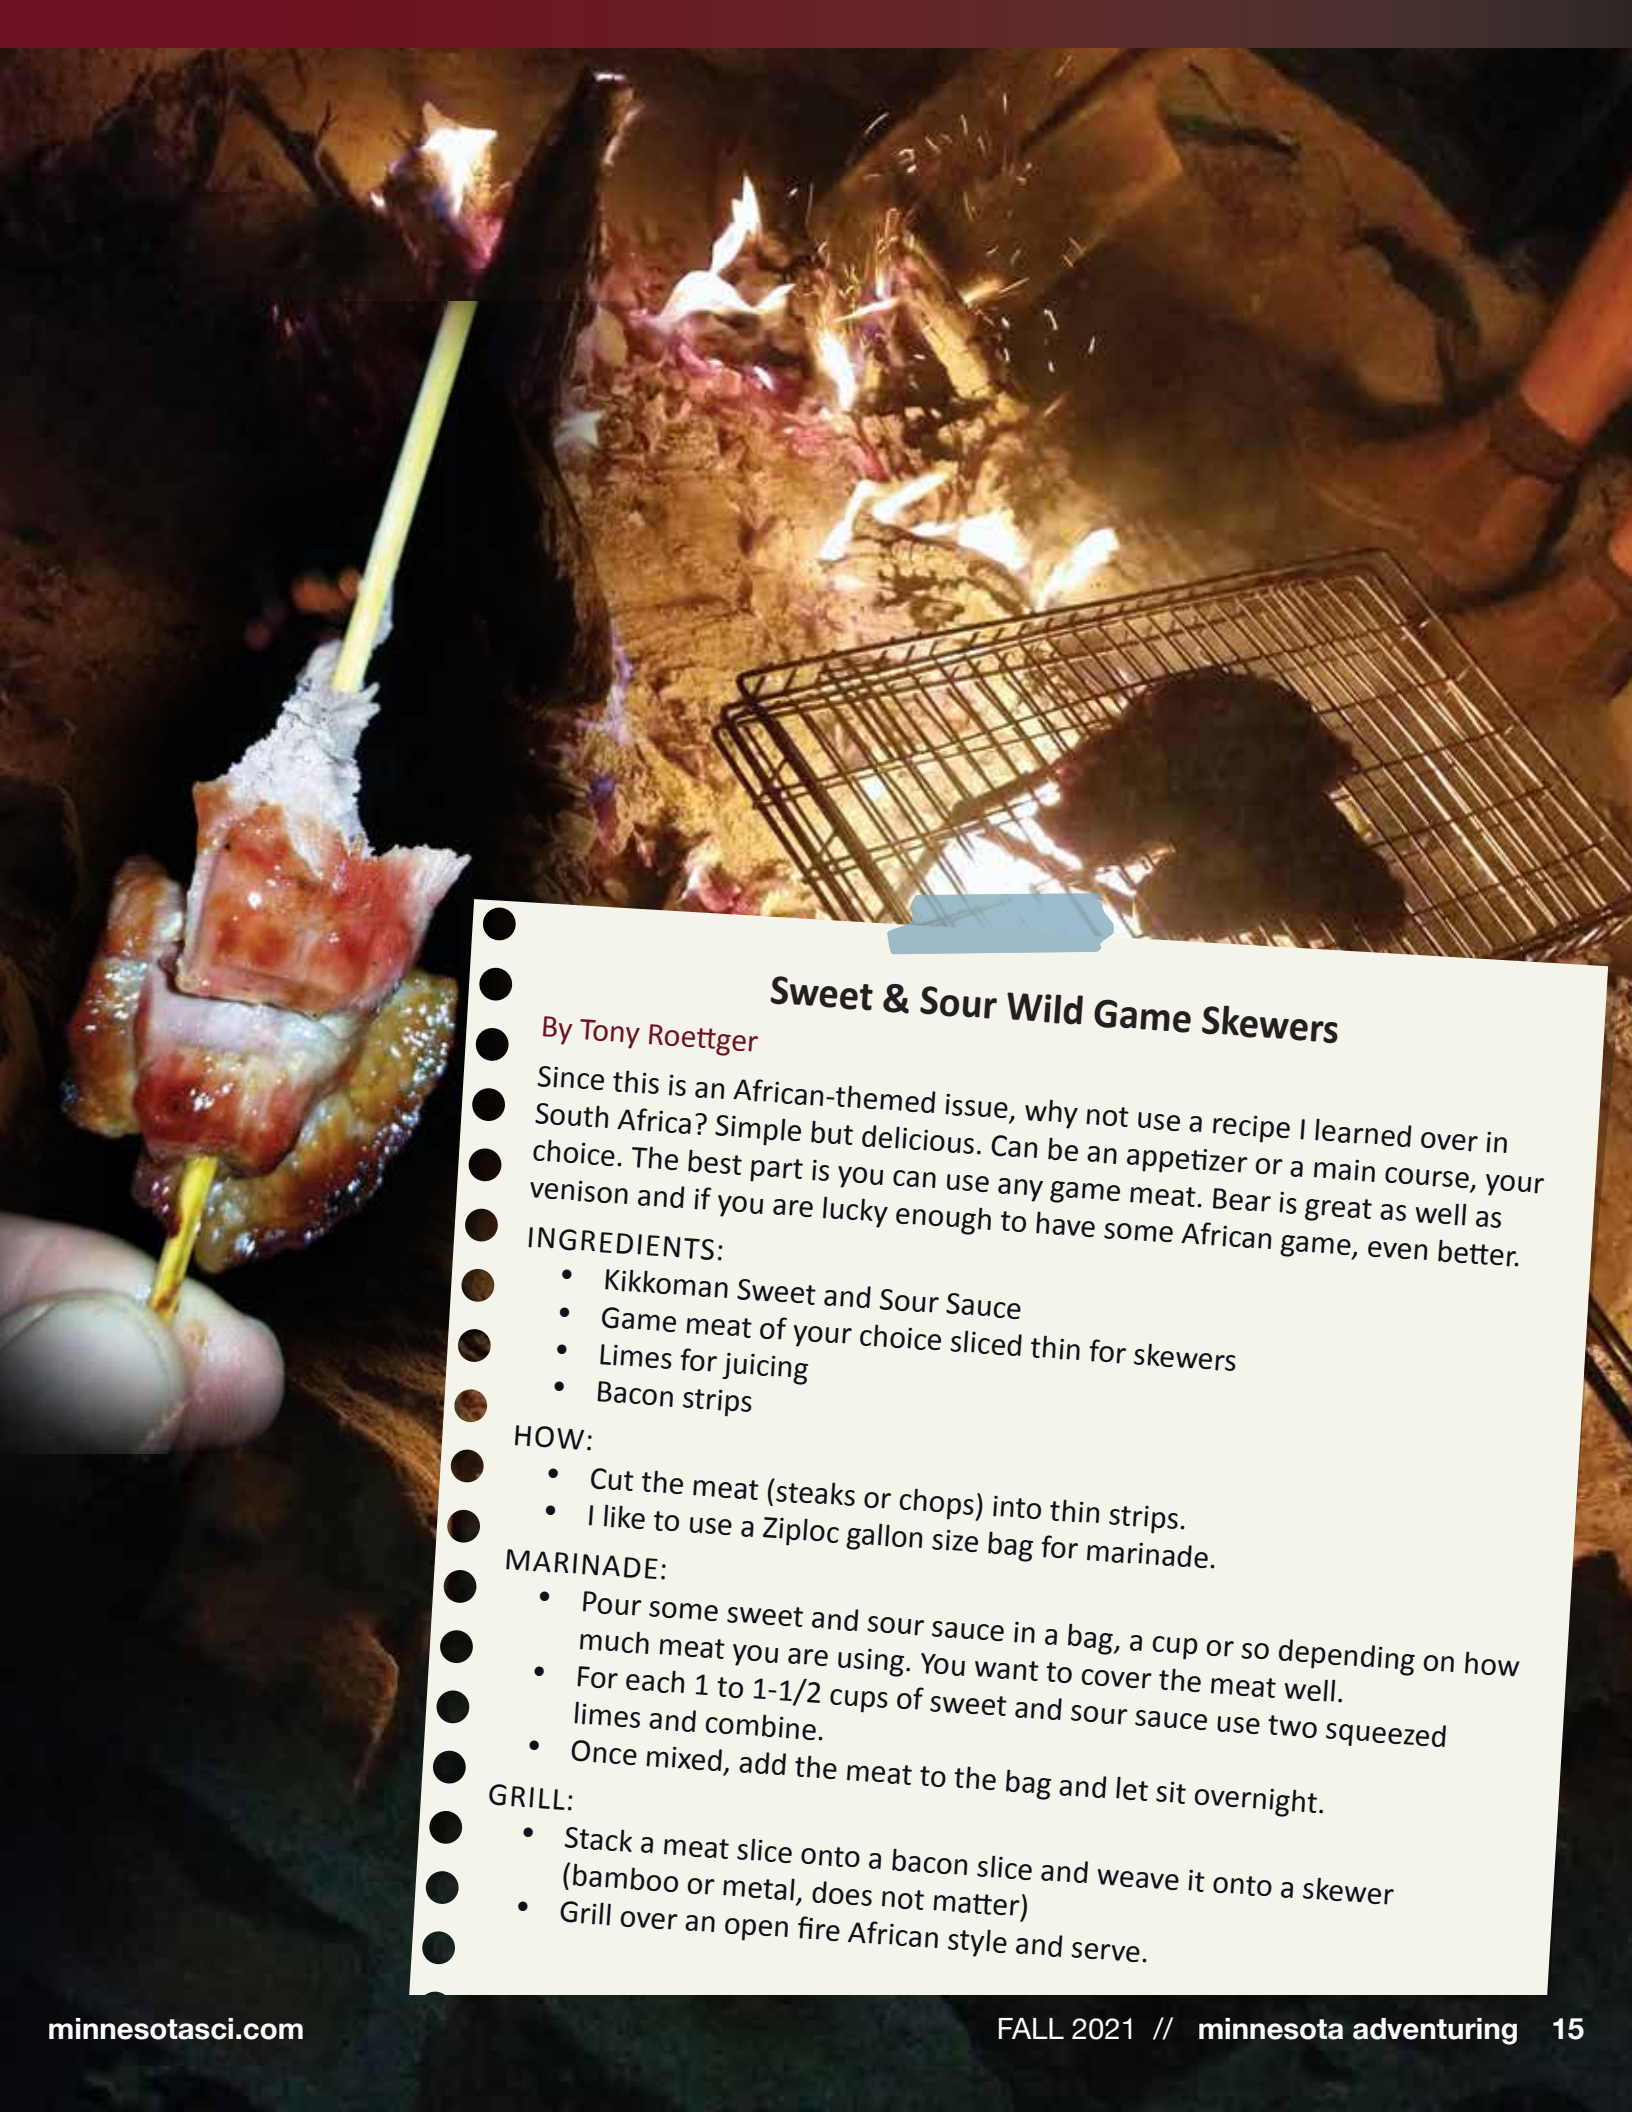 Sweet & Sour Wild Game Skewers
By Tony Roettger
Since this is an African-themed issue, why not use a recipe I learned over in
South Africa? Simple but delicious. Can be an appetizer or a main course, your
choice. The best part is you can use any game meat. Bear is great as well as
venison and if you are lucky enough to have some African game, even better.
INGREDIENTS:
• Kikkoman Sweet and Sour Sauce
• Game meat of your choice sliced thin for skewers
• Limes for juicing
• Bacon strips
HOW:
• Cut the meat (steaks or chops) into thin strips.
• I like to use a Ziploc gallon size bag for marinade.
MARINADE:
• Pour some sweet and sour sauce in a bag, a cup or so depending on how
much meat you are using. You want to cover the meat well.
• For each 1 to 1-1/2 cups of sweet and sour sauce use two squeezed
limes and combine.
• Once mixed, add the meat to the bag and let sit overnight.
GRILL:
• Stack a meat slice onto a bacon slice and weave it onto a skewer
(bamboo or metal, does not matter)
• Grill over an open fire African style and serve.
minnesotasci.com
FALL 2021 // minnesota adventuring 15